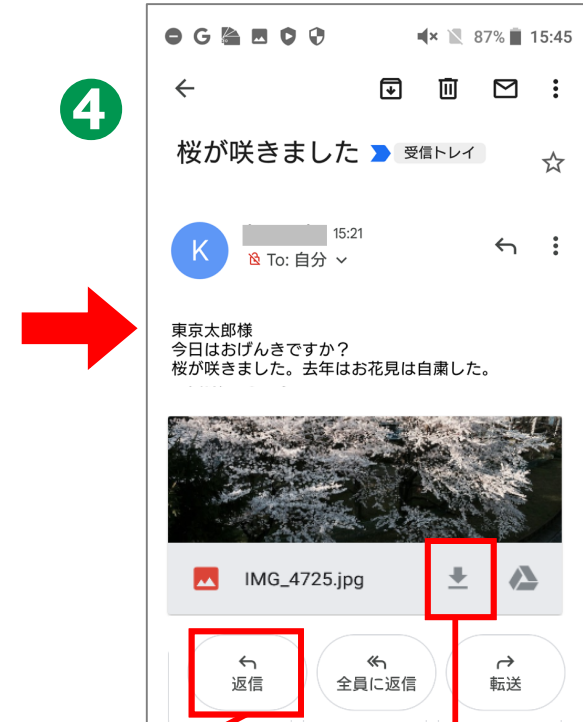 G 87% 15:45
4
桜が咲きました 受信トレイ
K 15:21
To: 自分
東京太郎様
今日はおげんきですか？
桜が咲きました。去年はお花見は自粛した。
IMG_4725.jpg
返信 全員に返信 転送